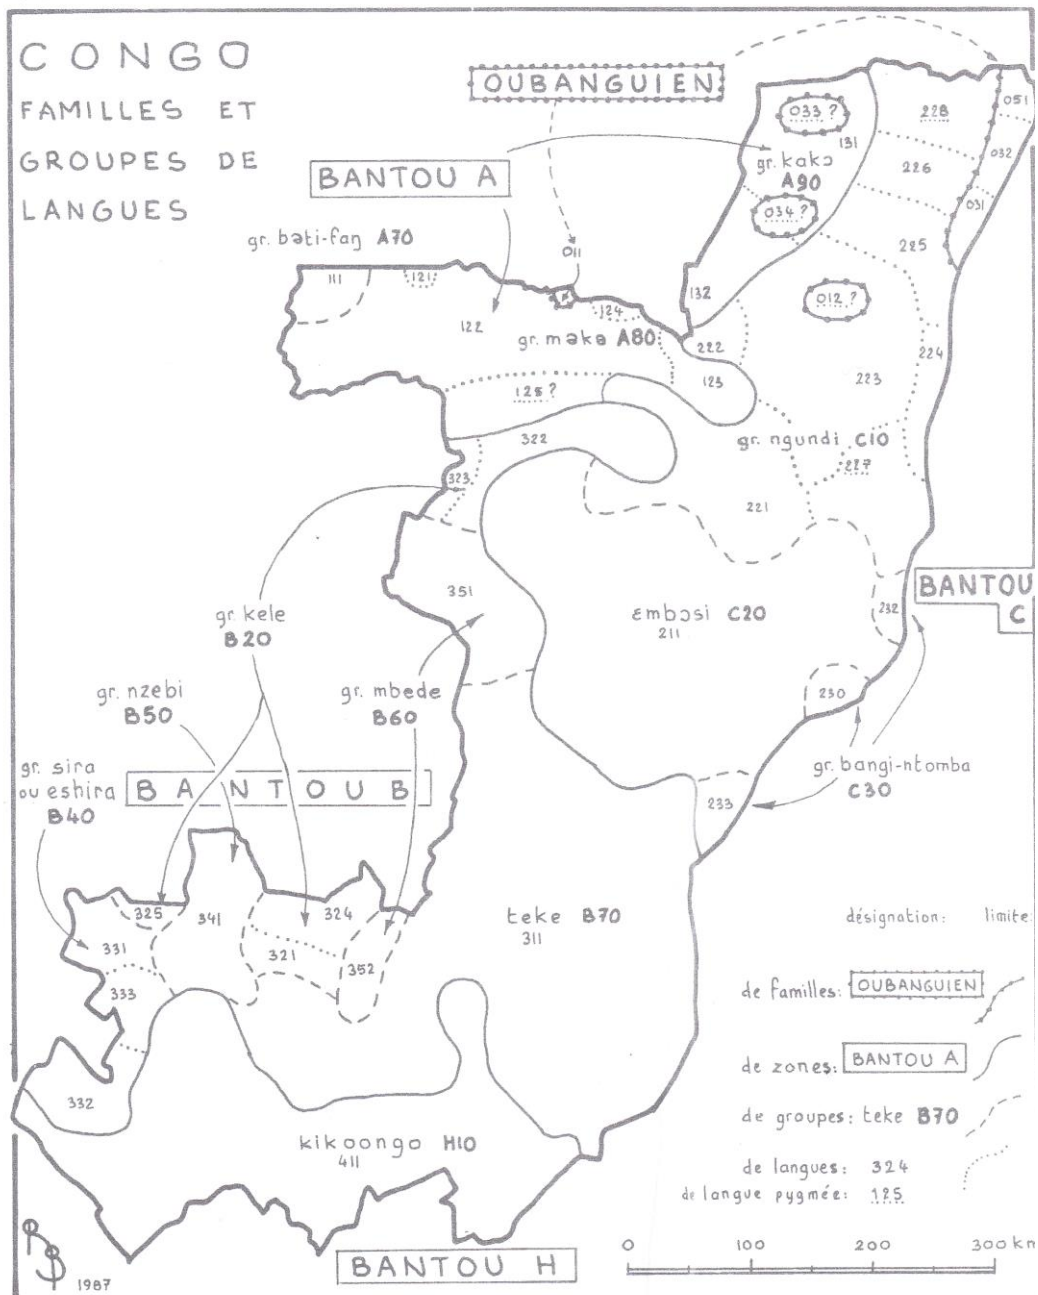 CONGO
FAMILLES ET
GROUPES DE
LANGUES
OUBANGUIEN
BANTOU A
gr. bəti-faŋ A70
033 ?
131
228
051
032
gr. kakɔ
A90
226
034 ?
031
225
011
111
121
122
124
132
012 ?
gr. məkə A80
222
123
224
223
125 ?
322
gr. ngundi C10
227
323
221
351
BANTOU
C
ɛmbɔsi C20
211
232
gr. kele
B20
gr. nzebi
B50
gr. mbede
B60
230
gr. sira
ou eshira
B40
BANTOU B
gr. bangi-ntomba
C30
233
325
341
324
331
321
352
333
332
teke B70
311
kikoongo H10
411
BANTOU H
désignation: limite:
de familles: OUBANGUIEN
de zones: BANTOU A
de groupes: teke B70
de langues: 324
de langue pygmée: 125
0 100 200 300 km
1987